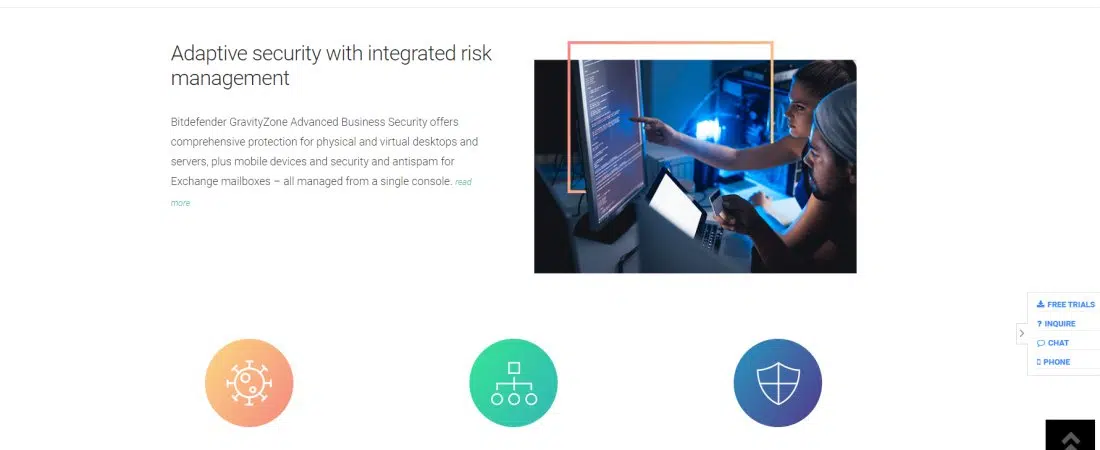 Adaptive security with integrated risk
management
Bitdefender GravityZone Advanced Business Security offers
comprehensive protection for physical and virtual desktops and
servers, plus mobile devices and security and antispam for
Exchange mailboxes – all managed from a single console. read
more
FREE TRIALS
? INQUIRE
CHAT
PHONE